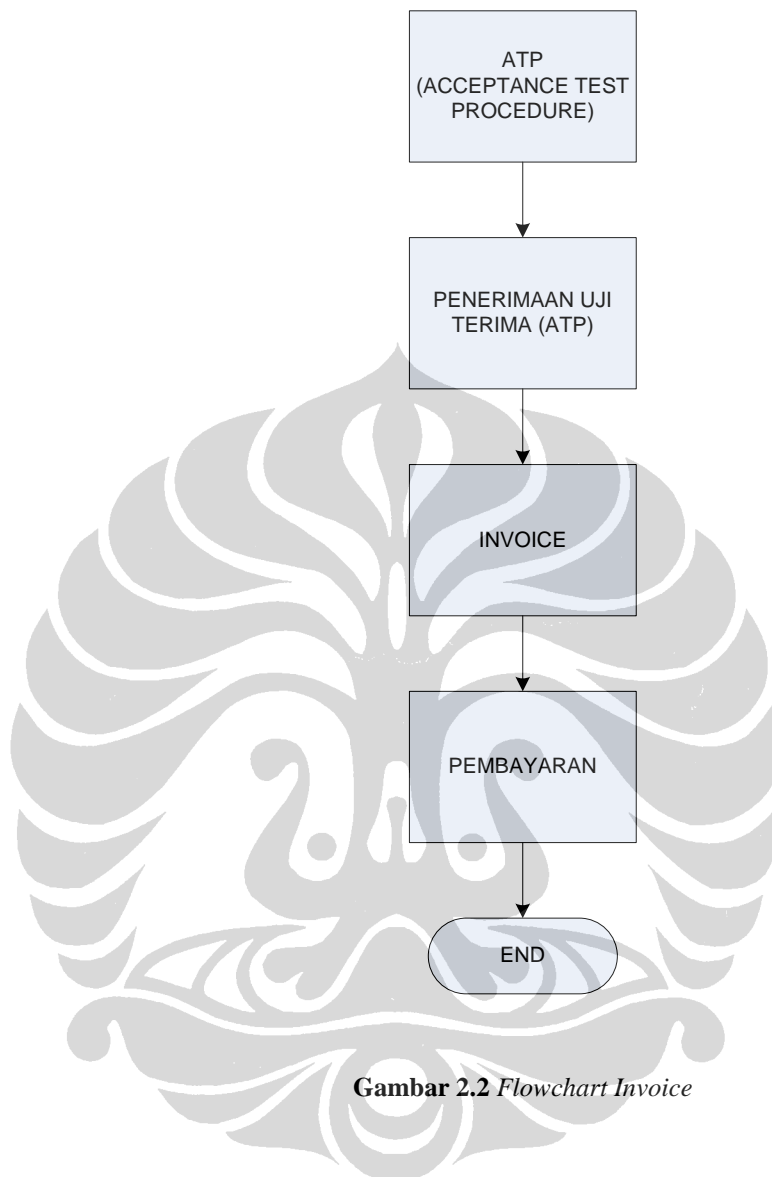 ATP
(ACCEPTANCE TEST
PROCEDURE)
PENERIMAAN UJI
TERIMA (ATP)
INVOICE
PEMBAYARAN
END
Gambar 2.2 Flowchart Invoice